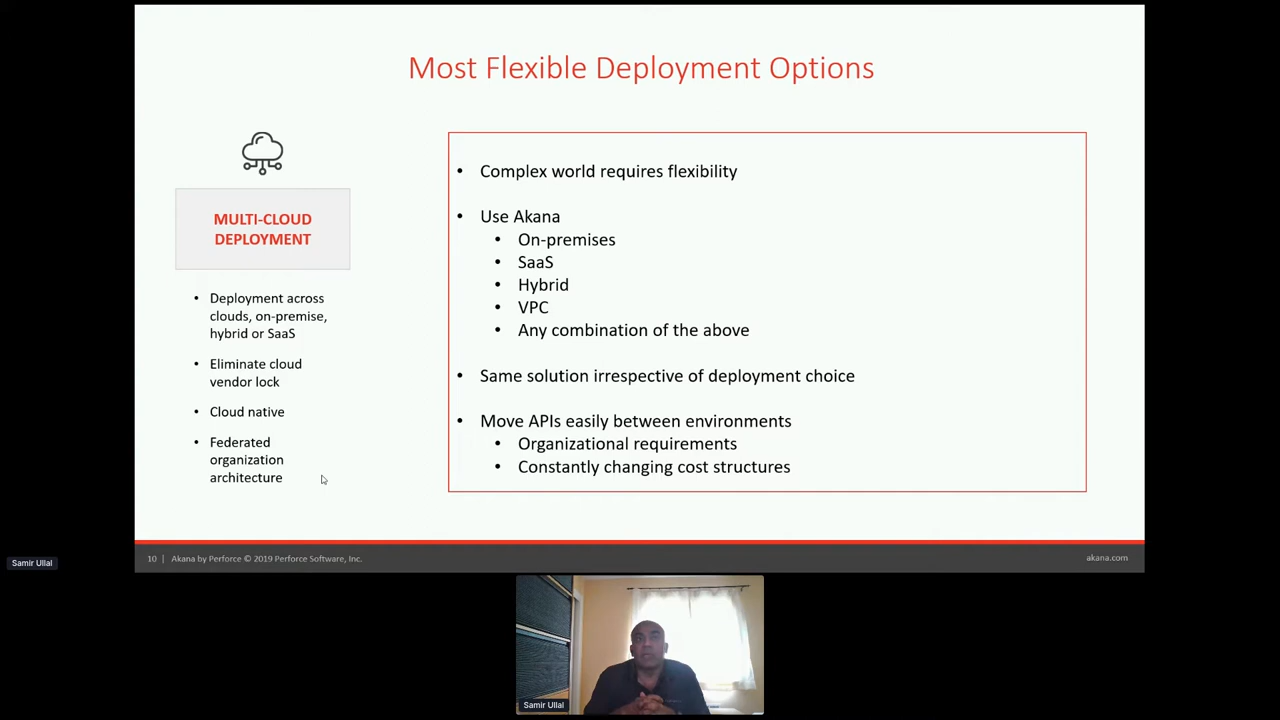 Most Flexible Deployment Options
MULTI-CLOUD
DEPLOYMENT
• Deployment across
clouds, on-premise,
hybrid or SaaS
• Eliminate cloud
vendor lock
• Cloud native
• Federated
organization
architecture
• Complex world requires flexibility
• Use Akana
• On-premises
• SaaS
• Hybrid
• VPC
• Any combination of the above
• Same solution irrespective of deployment choice
• Move APIs easily between environments
• Organizational requirements
• Constantly changing cost structures
10 | Akana by Perforce © 2019 Perforce Software, Inc.
akana.com
Samir Ullal
Samir Ullal